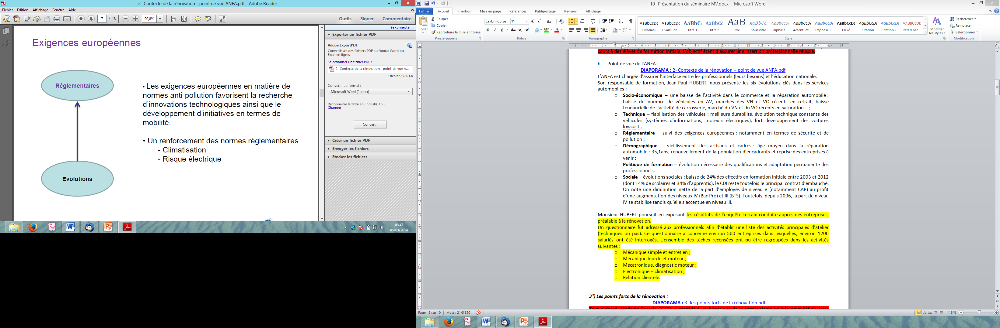 2- Contexte de la rénovation - point de vue ANFA.pdf - Adobe Reader
Fichier Edition Affichage Fenêtre Aide
7 / 18 90,8% Outils Signer Commentaire
Exigences européennes
Réglementaires
• Les exigences européennes en matière de
normes anti-pollution favorisent la recherche
d'innovations technologiques ainsi que le
développement d'initiatives en termes de
mobilité.
• Un renforcement des normes réglementaires
- Climatisation
- Risque électrique
Evolutions
Se connecter
Exporter un fichier PDF
Adobe ExportPDF
Convertissez des fichiers PDF au format Word ou
Excel en ligne.
Sélectionner un fichier PDF :
2- Contexte de la rénovation - point de vue A...
1 fichier / 766 Ko
Convertir au format :
Microsoft Word (*.docx)
Reconnaître le texte en English(U.S.)
Changer
Convertir
Créer un fichier PDF
Envoyer les fichiers
Stocker les fichiers
08:47
05/03/2014
10- Présentation du séminaire MV.docx - Microsoft Word
Fichier Accueil Insertion Mise en page Références Publipostage Révision Affichage
Coller
Couper
Copier
Reproduire la mise en forme
Presse-papiers
Calibri (Corps 11
G I S abc x₂ x²
Police
Paragraphe
AaBbCcDc AaBbCcDc AaBbC AaBbCc AaB AaBbCc. AaBbCcDc AaBbCcDc AaBbCcDc AaBbCcDc AaBbCcDc AaBbCcDc AaBbCcDc
¶ Normal ¶ Sans int... Titre 1 Titre 2 Titre Sous-titre Emphase ... Accentuat... Emphase i... Élevé Citation Citation i... Référence...
Style
Modifier
les styles
Rechercher
Remplacer
Sélectionner
Modification
cours à des élèves de formation initiale. L'objectif étant d'assurer une insertion professionnelle réussie.
b- Point de vue de l'ANFA :
DIAPORAMA : 2- Contexte de la rénovation – point de vue ANFA.pdf
L'ANFA est chargée d'assurer l'interface entre les professionnels (leurs besoins) et l'éducation nationale.
Son responsable de formation, Jean-Paul HUBERT, nous présente les six évolutions clés dans les services
automobiles :
o Socio-économique – une baisse de l'activité dans le commerce et la réparation automobile :
baisse du nombre de véhicules en AV, marchés des VN et VO récents en retrait, baisse
tendancielle de l'activité de carrosserie, marché du VN et du VO récents en saturation... ;
o Technique – fiabilisation des véhicules : meilleure durabilité, évolution technique constante des
véhicules (systèmes d'informations, moteurs électriques), fort développement des voitures
lowcost ;
o Réglementaire – suivi des exigences européennes : notamment en termes de sécurité et de
pollution ;
o Démographique – vieillissement des artisans et cadres : âge moyen dans la réparation
automobile : 35,1ans, renouvellement de la population d'encadrants et reprise des entreprises à
venir ;
o Politique de formation – évolution nécessaire des qualifications et adaptation permanente des
professionnels.
o Sociale – évolutions sociales : baisse de 24% des effectifs en formation initiale entre 2003 et 2012
(dont 14% de scolaires et 34% d'apprentis), le CDI reste toutefois le principal contrat d'embauche.
On note une diminution nette de la part d'employés de niveau V (notamment CAP) au profit
d'une augmentation des niveaux IV (Bac Pro) et III (BTS). Toutefois, depuis 2006, la part de niveau
IV se stabilise tandis qu'elle s'accentue en niveau III.
Monsieur HUBERT poursuit en exposant les résultats de l'enquête terrain conduite auprès des entreprises,
préalable à la rénovation.
Un questionnaire fut adressé aux professionnels afin d'établir une liste des activités principales d'atelier
(techniques ou pas). Ce questionnaire a concerné environ 500 entreprises dans lesquelles, environ 1200
salariés ont été interrogés. L'ensemble des tâches recensées ont pu être regroupées dans les activités
suivantes :
o Mécanique simple et entretien ;
o Mécanique lourde et moteur ;
o Mécatronique, diagnostic moteur ;
o Electronique – climatisation ;
o Relation clientèle.
3°) Les points forts de la rénovation :
DIAPORAMA : 3- les points forts de la rénovation.pdf
Tout d'abord, Madame Pascale COSTA a procédé à un historique de la terminologie utilisée pour définir cette
Page : 2 sur 10 Mots : 21/5 320 116 %